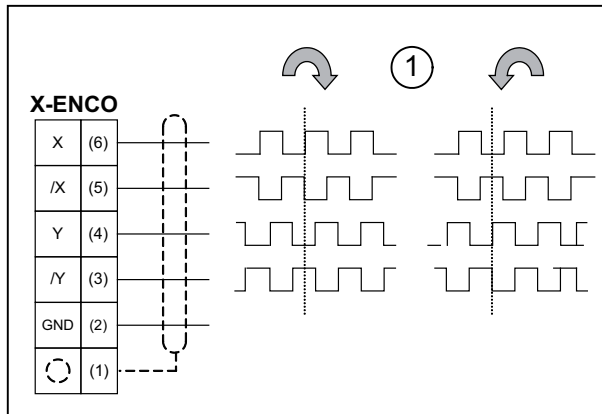 1
X-ENCO
X (6)
/X (5)
Y (4)
/Y (3)
GND (2)
(1)